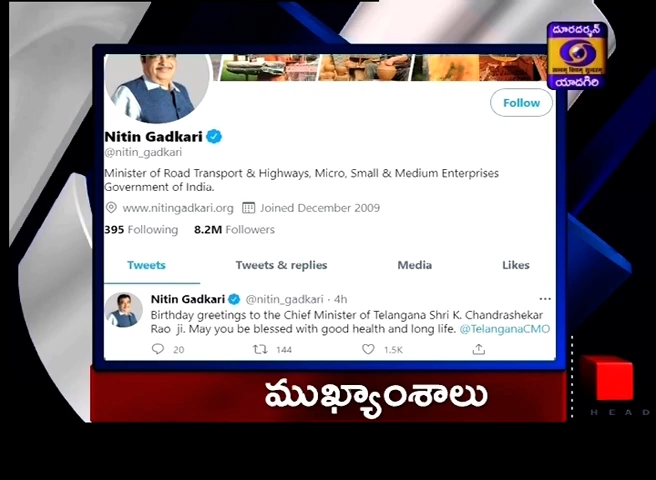 దూరదర్శన్
యాదగిరి
Follow
Nitin Gadkari
@nitin_gadkari
Minister of Road Transport & Highways, Micro, Small & Medium Enterprises
Government of India.
www.nitingadkari.org Joined December 2009
395 Following 8.2M Followers
Tweets Tweets & replies Media Likes
Nitin Gadkari @nitin_gadkari · 4h ...
Birthday greetings to the Chief Minister of Telangana Shri K. Chandrashekar
Rao ji. May you be blessed with good health and long life. @TelanganaCMO
20 144 1.5K
ముఖ్యాంశాలు
HEAD